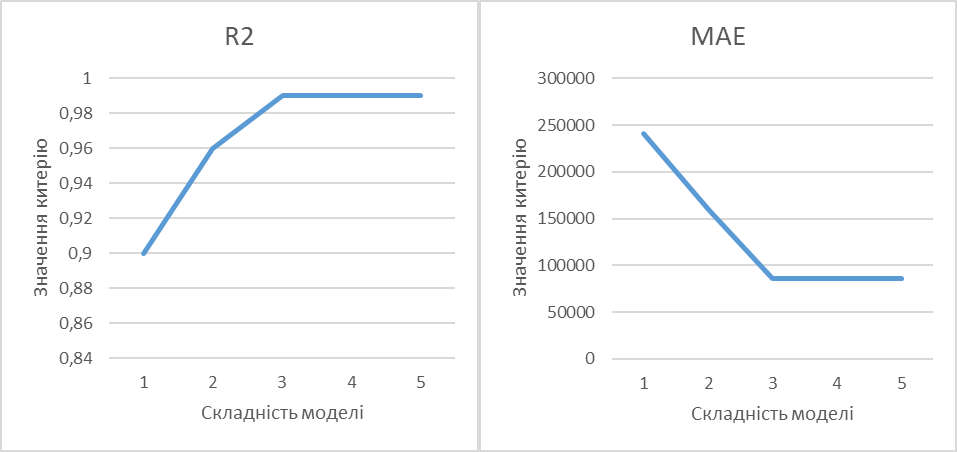 R2
Значення китерію
1
0,98
0,96
0,94
0,92
0,9
0,88
0,86
0,84
1 2 3 4 5
Складність моделі
MAE
Значення китерію
300000
250000
200000
150000
100000
50000
0
1 2 3 4 5
Складність моделі